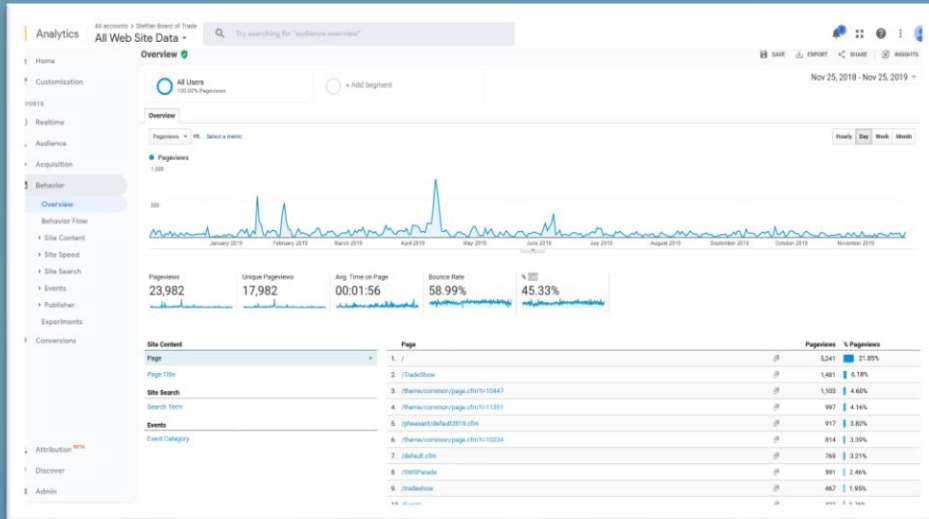 All accounts > Stettler Board of Trade
Analytics
All Web Site Data
Try searching for "audience overview"
Home
Customization
Realtime
Audience
Acquisition
Behavior
Overview
Behavior Flow
Site Content
Site Speed
Site Search
Events
Publisher
Experiments
Conversions
Attribution BETA
Discover
Admin
Overview
SAVE EXPORT SHARE INSIGHTS
All Users
100.00% Pageviews
+ Add Segment
Nov 25, 2018 - Nov 25, 2019
Overview
Pageviews VS. Select a metric
Hourly Day Week Month
Pageviews
1,000
500
January 2019 February 2019 March 2019 April 2019 May 2019 June 2019 July 2019 August 2019 September 2019 October 2019 November 2019
Pageviews
23,982
Unique Pageviews
17,982
Avg. Time on Page
00:01:56
Bounce Rate
58.99%
%
45.33%
Site Content
Page
Page Title
Site Search
Search Term
Events
Event Category
Page Pageviews % Pageviews
1. / 5,241 21.85%
2. /TradeShow 1,481 6.18%
3. /theme/common/page.cfm?i=10447 1,103 4.60%
4. /theme/common/page.cfm?i=11351 997 4.16%
5. /pheasant/default2019.cfm 917 3.82%
6. /theme/common/page.cfm?i=10234 814 3.39%
7. /default.cfm 769 3.21%
8. /SWSParade 591 2.46%
9. /tradeshow 467 1.95%